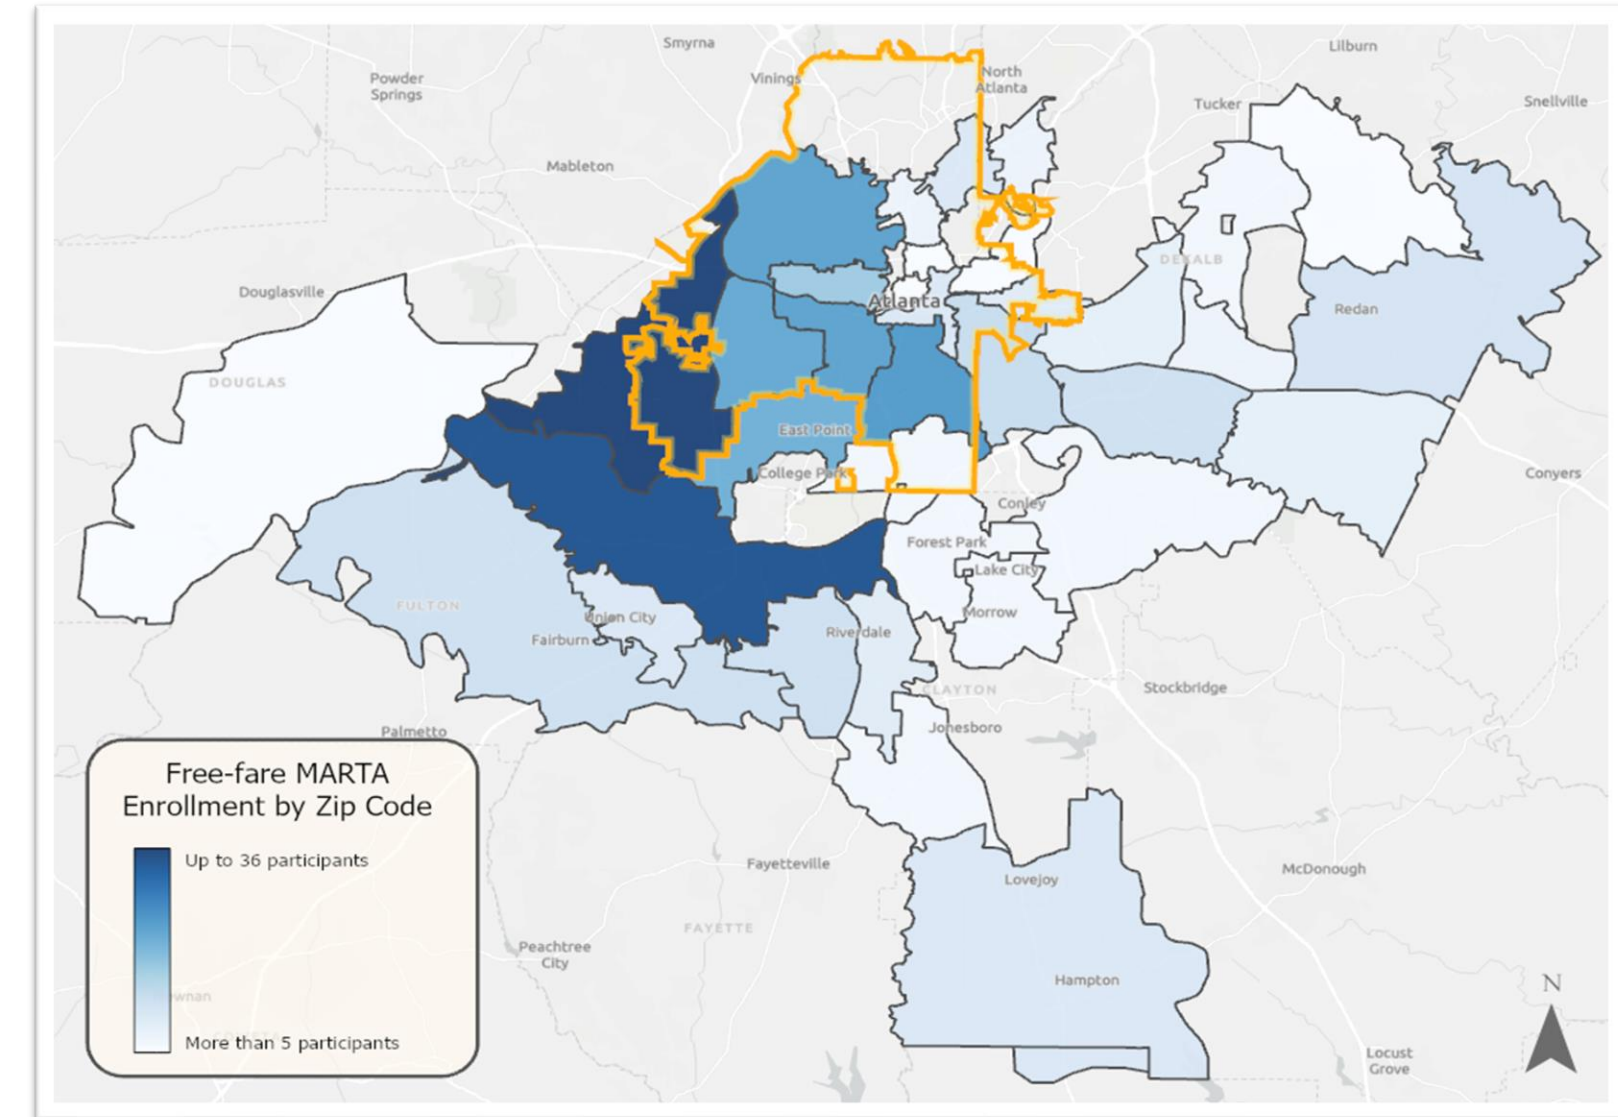 Smyrna
Lilburn
Powder
Springs
Vinings
North
Atlanta
Tucker
Snellville
Mableton
DEKALB
Douglasville
Atlanta
Redan
DOUGLAS
East Point
College Park
Conyers
Conley
Forest Park
Lake City
FULTON
Union City
Morrow
Fairburn
Riverdale
CLAYTON
Stockbridge
Palmetto
Jonesboro
Free-fare MARTA
Enrollment by Zip Code
Up to 36 participants
More than 5 participants
wnan
Fayetteville
Lovejoy
McDonough
FAYETTE
Peachtree
City
Hampton
N
Locust
Grove